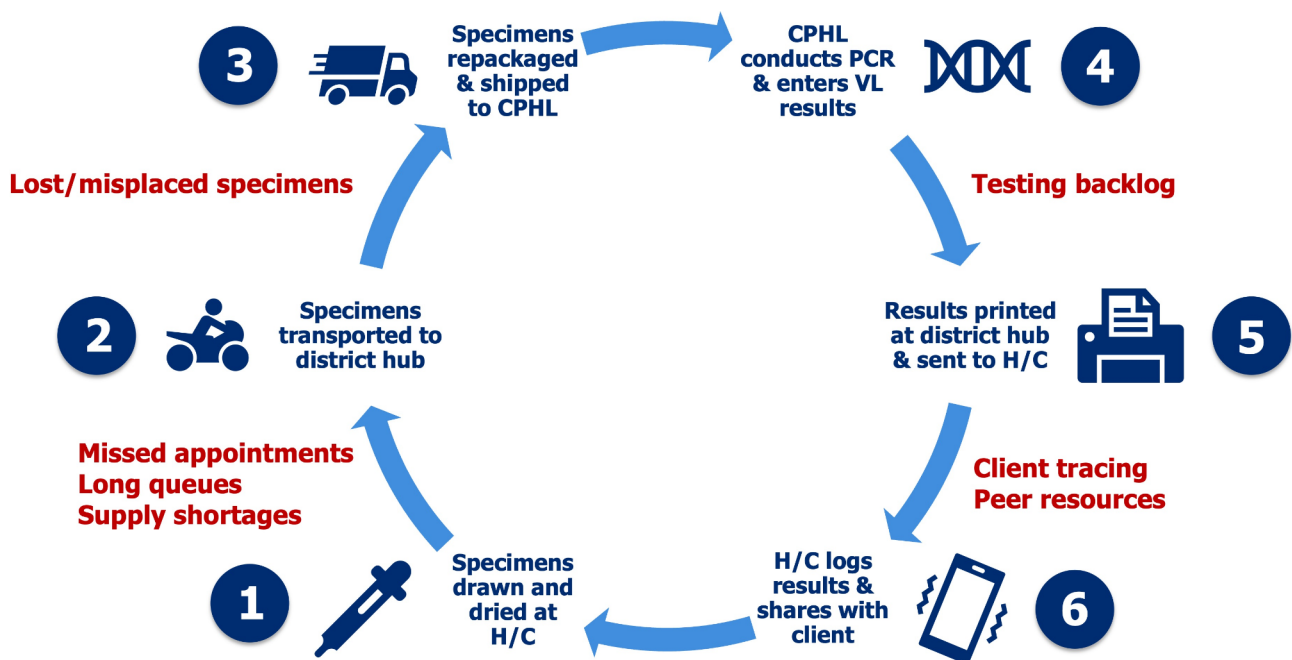 3
Specimens
repackaged
& shipped
to CPHL
CPHL
conducts PCR
& enters VL
results
4
Lost/misplaced specimens
Testing backlog
2
Specimens
transported to
district hub
Results printed
at district hub
& sent to H/C
5
Missed appointments
Long queues
Supply shortages
Client tracing
Peer resources
1
Specimens
drawn and
dried at
H/C
H/C logs
results &
shares with
client
6